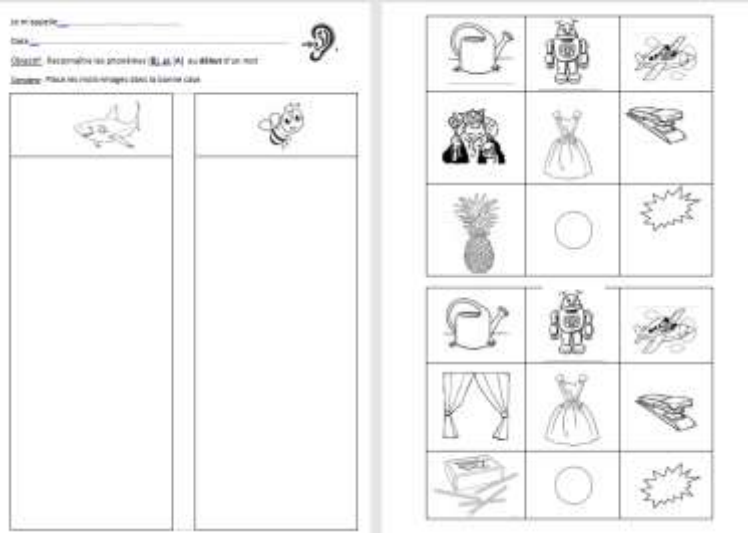 Je m'appelle
Date
Objectif : Reconnaître les phonèmes [R] et [A] au début d'un mot
Consigne : Place les mots-images dans la bonne case